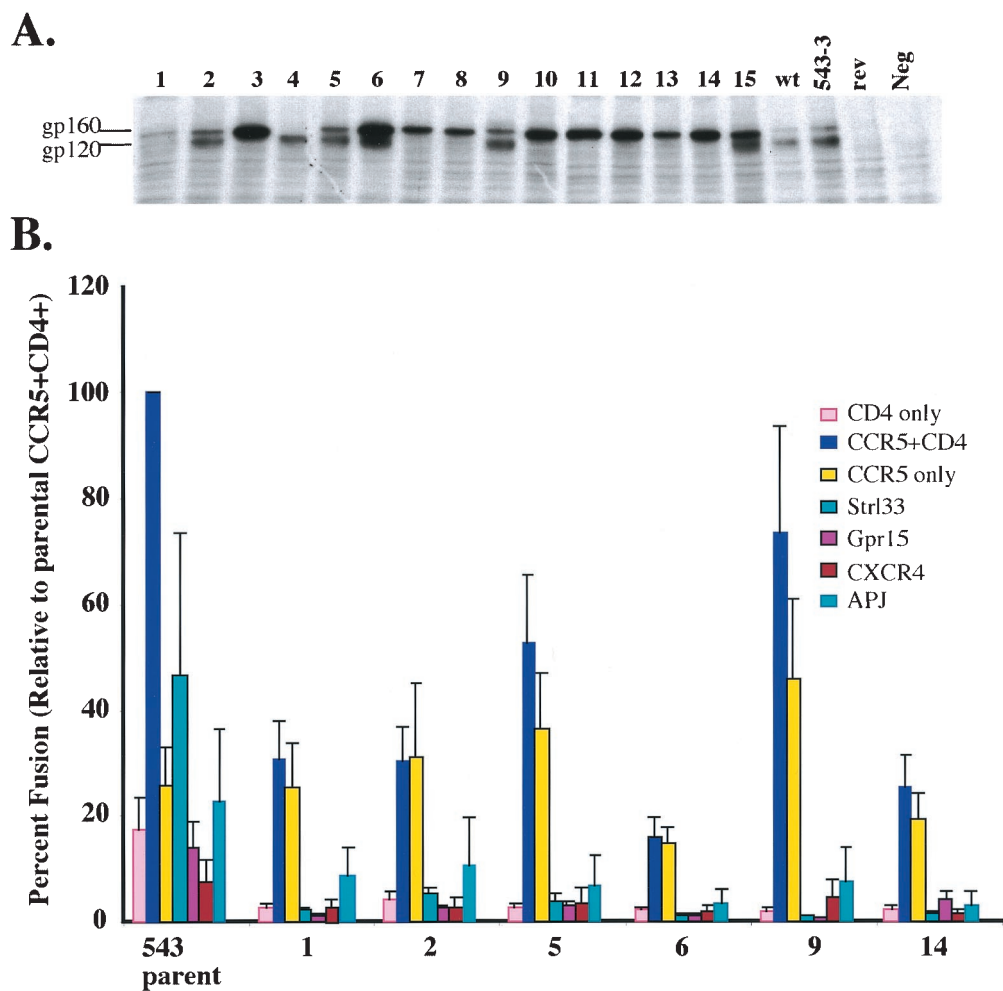 A.
1 2 3 4 5 6 7 8 9 10 11 12 13 14 15 wt 543-3 rev Neg
gp160
gp120
B.
Percent Fusion (Relative to parental CCR5+CD4+)
120
100
80
60
40
20
0
CD4 only
CCR5+CD4
CCR5 only
Strl33
Gpr15
CXCR4
APJ
543 1 2 5 6 9 14
parent